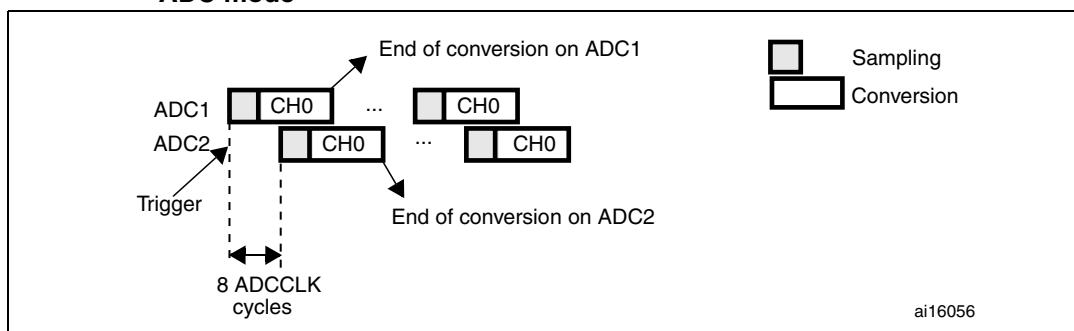 ADC mode
End of conversion on ADC1
Sampling
Conversion
ADC1
CH0
...
CH0
ADC2
CH0
...
CH0
Trigger
End of conversion on ADC2
8 ADCCLK
cycles
ai16056